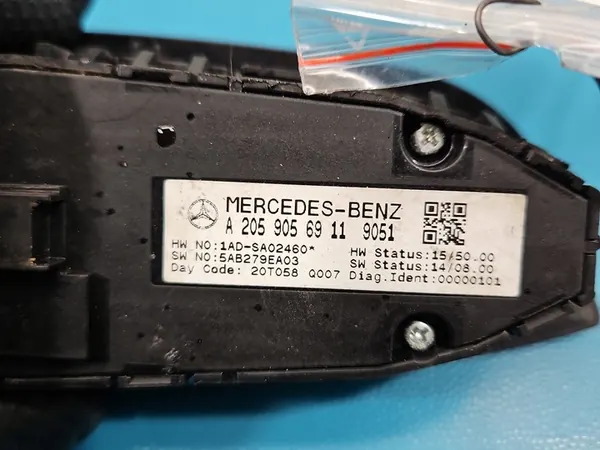 MERCEDES-BENZ
A 205 905 69 11 9051
HW NO:1AD-SA02460* HW Status:15/50.00
SW NO:5AB279EA03 SW Status:14/08.00
Day Code: 20T058 Q007 Diag.Ident:00000101